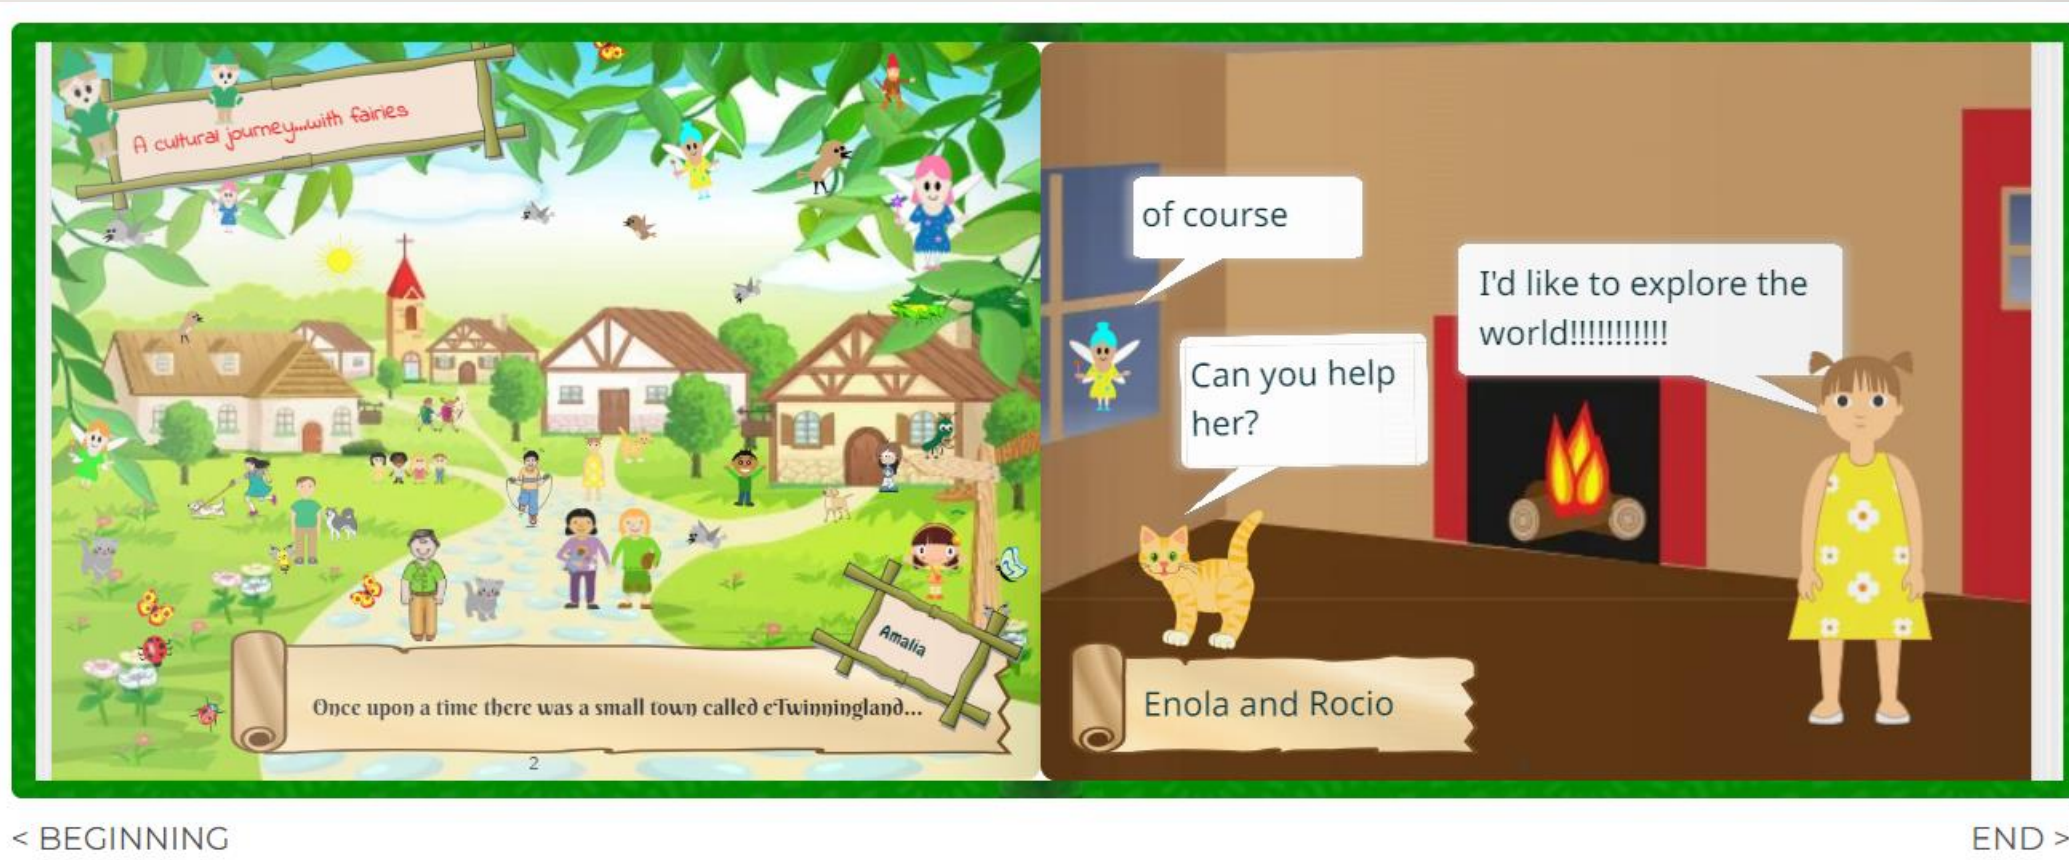 A cultural journey...with fairies
Amalia
Once upon a time there was a small town called eTwinningland...
2
of course
I'd like to explore the
world!!!!!!!!!!!
Can you help
her?
Enola and Rocio
< BEGINNING
END >